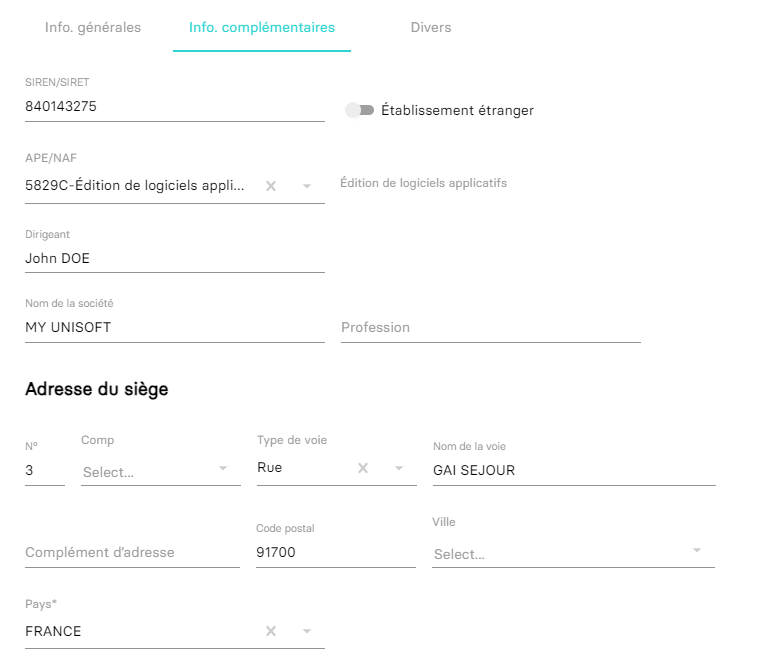 Info. générales Info. complémentaires Divers
SIREN/SIRET
840143275
Établissement étranger
APE/NAF
5829C-Édition de logiciels appli...
Édition de logiciels applicatifs
Dirigeant
John DOE
Nom de la société
MY UNISOFT
Profession
Adresse du siège
N° Comp Type de voie Nom de la voie
3 Select... Rue GAI SEJOUR
Code postal Ville
Complément d'adresse 91700 Select...
Pays*
FRANCE